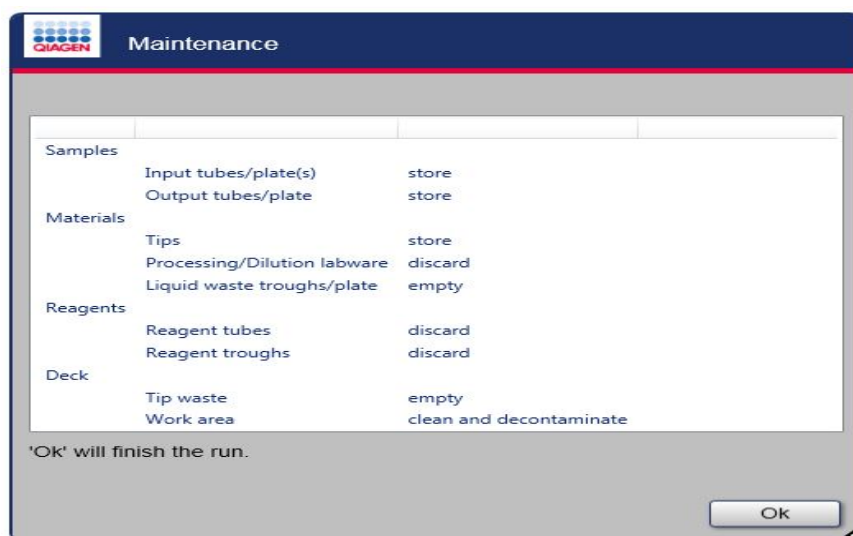 QIAGEN
Maintenance
Samples
Input tubes/plate(s) store
Output tubes/plate store
Materials
Tips store
Processing/Dilution labware discard
Liquid waste troughs/plate empty
Reagents
Reagent tubes discard
Reagent troughs discard
Deck
Tip waste empty
Work area clean and decontaminate
'Ok' will finish the run.
Ok